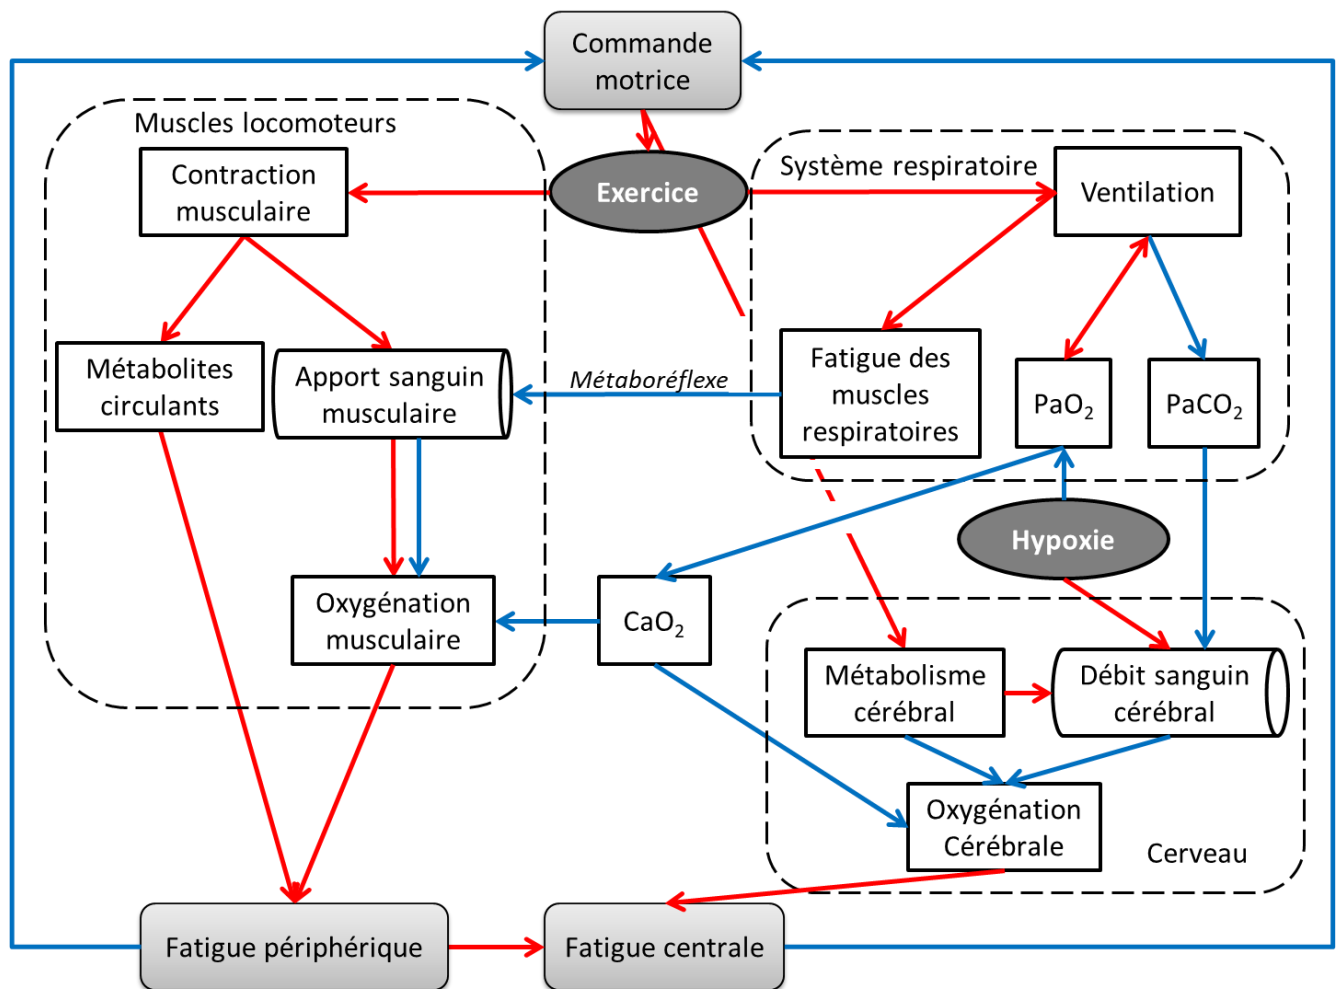 Commande
motrice
Muscles locomoteurs
Contraction
musculaire
Exercice
Système respiratoire
Ventilation
Métabolites
circulants
Apport sanguin
musculaire
Métaboréflexe
Fatigue des
muscles
respiratoires
PaO₂
PaCO₂
Hypoxie
Oxygénation
musculaire
CaO₂
Métabolisme
cérébral
Débit sanguin
cérébral
Oxygénation
Cérébrale
Cerveau
Fatigue périphérique
Fatigue centrale